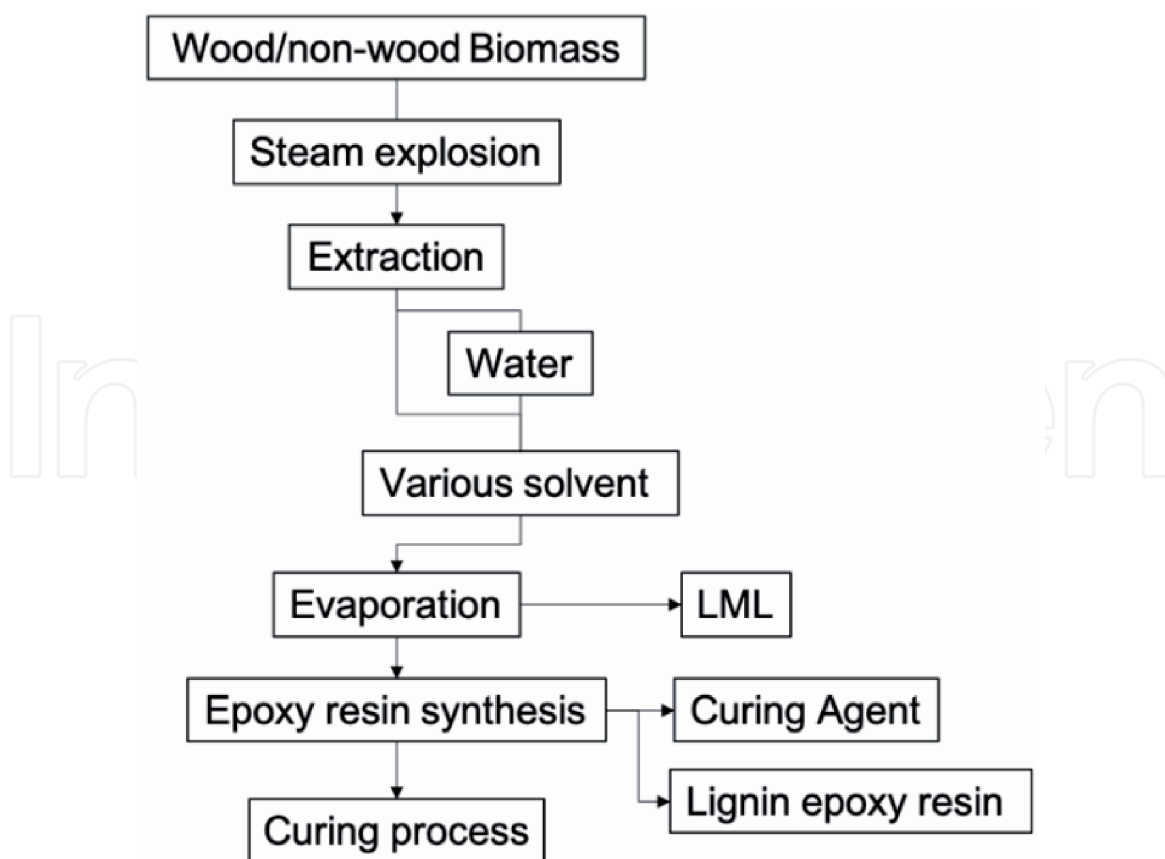 Wood/non-wood Biomass
Steam explosion
Extraction
Water
Various solvent
Evaporation
LML
Epoxy resin synthesis
Curing Agent
Lignin epoxy resin
Curing process